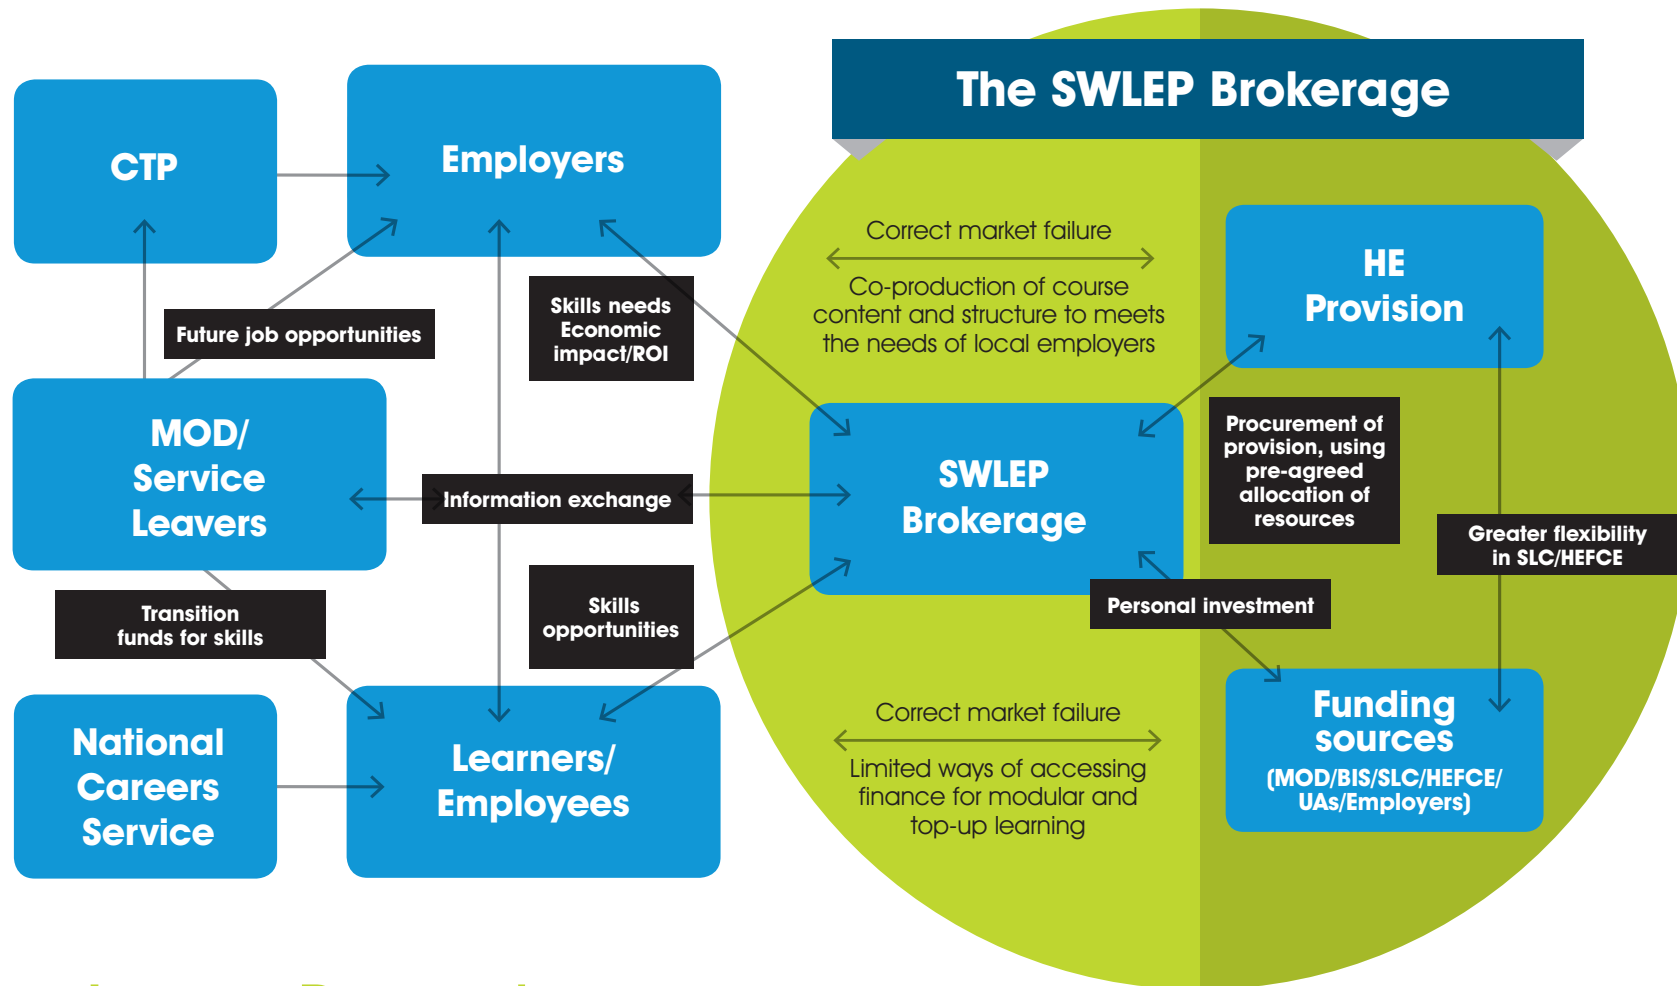 The SWLEP Brokerage
CTP
Employers
Future job opportunities
Skills needs
Economic
impact/ROI
Correct market failure
Co-production of course
content and structure to meets
the needs of local employers
HE
Provision
MOD/
Service
Leavers
Information exchange
SWLEP
Brokerage
Procurement of
provision, using
pre-agreed
allocation of
resources
Greater flexibility
in SLC/HEFCE
Transition
funds for skills
Skills
opportunities
Personal investment
National
Careers
Service
Learners/
Employees
Correct market failure
Limited ways of accessing
finance for modular and
top-up learning
Funding
sources
(MOD/BIS/SLC/HEFCE/
UAs/Employers)